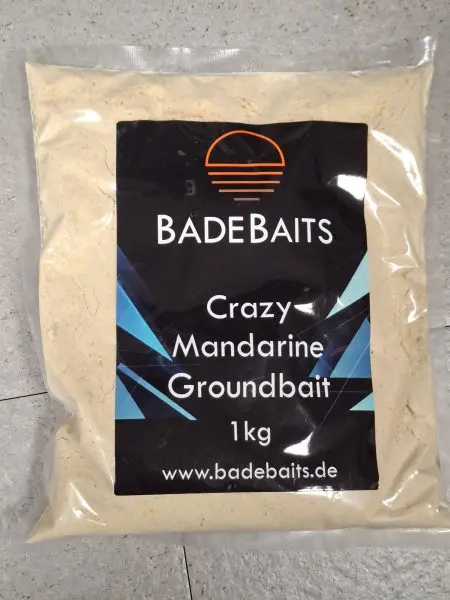 BADEBAITS
Crazy
Mandarine
Groundbait
1kg
www.badebaits.de